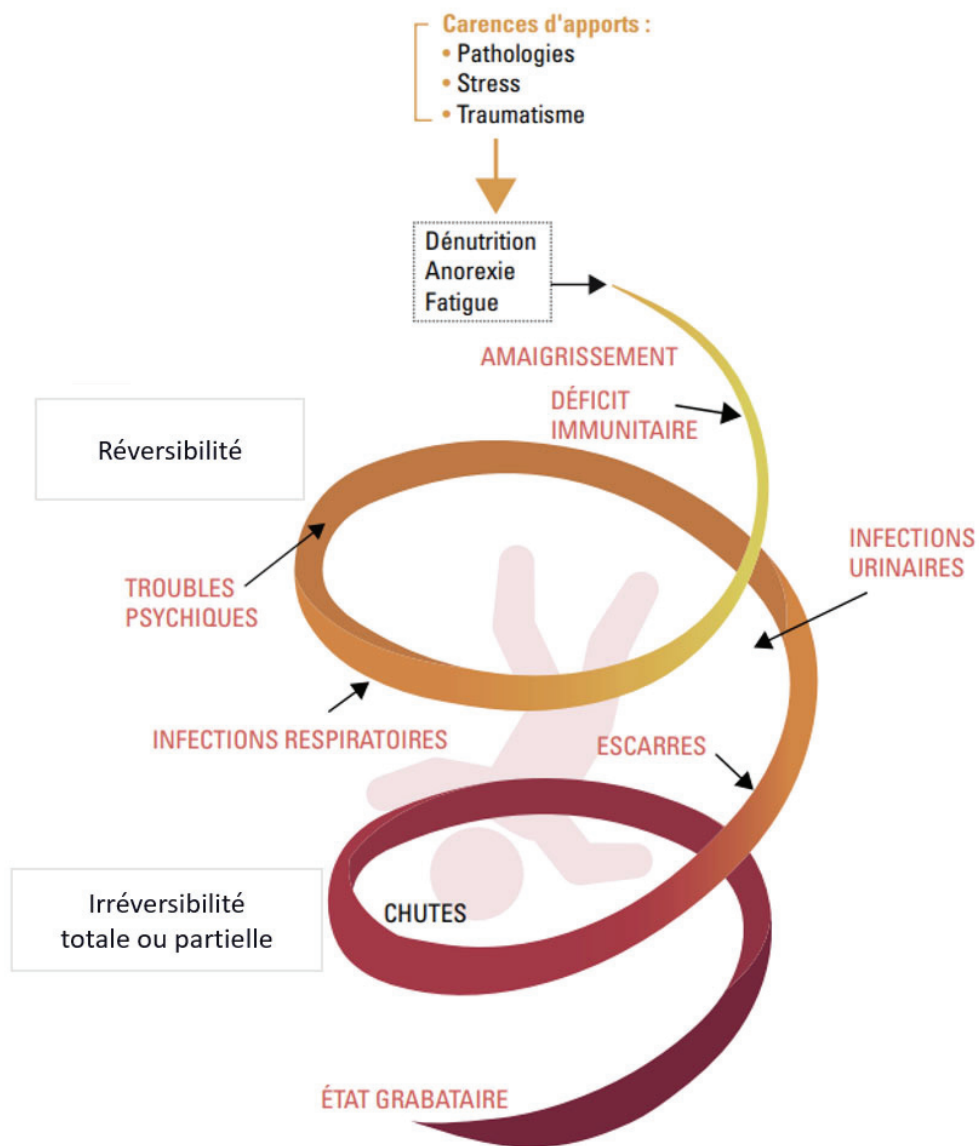 Carences d'apports :
• Pathologies
• Stress
• Traumatisme
Dénutrition
Anorexie
Fatigue
AMAIGRISSEMENT
DÉFICIT
IMMUNITAIRE
Réversibilité
INFECTIONS
URINAIRES
TROUBLES
PSYCHIQUES
INFECTIONS RESPIRATOIRES
ESCARRES
Irréversibilité
totale ou partielle
CHUTES
ÉTAT GRABATAIRE